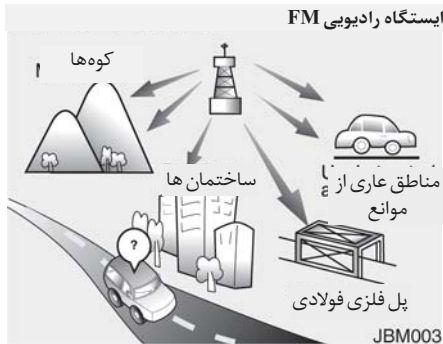 ایستگاه رادیویی FM
کوه‌ها
مناطق عاری از
موانع
ساختمان ها
?
پل فلزی فولادی
JBM003